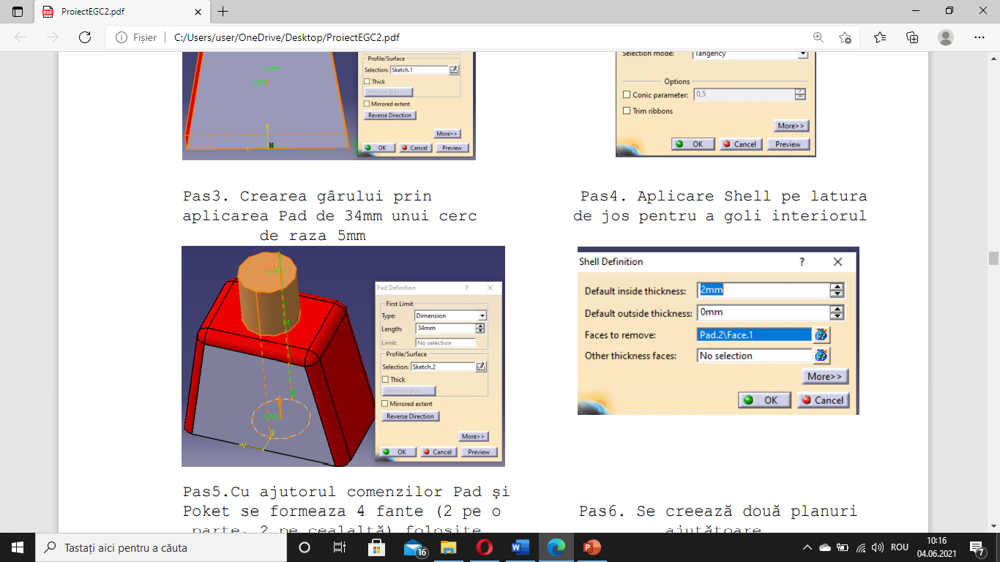 ProiectEGC2.pdf
Fișier
C:/Users/user/OneDrive/Desktop/ProiectEGC2.pdf
Profile/Surface
Selection: Sketch.1
Thick
Reverse Side
Mirrored extent
Reverse Direction
More>>
OK Cancel Preview
Selection mode: Tangency
Options
Conic parameter: 0,5
Trim ribbons
More>>
OK Cancel Preview
Pas3. Crearea gârului prin
aplicarea Pad de 34mm unui cerc
de raza 5mm
Pas4. Aplicare Shell pe latura
de jos pentru a goli interiorul
Pad Definition ?
First Limit
Type: Dimension
Length: 34mm
Limit: No selection
Profile/Surface
Selection: Sketch.2
Thick
Reverse Side
Mirrored extent
Reverse Direction
More>>
OK Cancel Preview
34
Shell Definition ?
Default inside thickness: 2mm
Default outside thickness: 0mm
Faces to remove: Pad.2\Face.1
Other thickness faces: No selection
More>>
OK Cancel
Pas5.Cu ajutorul comenzilor Pad și
Poket se formeaza 4 fante (2 pe o
parte, 2 pe cealaltă) folosite
Pas6. Se creează două planuri
ajutătoare
Tastați aici pentru a căuta
16
ROU
10:16
04.06.2021
7